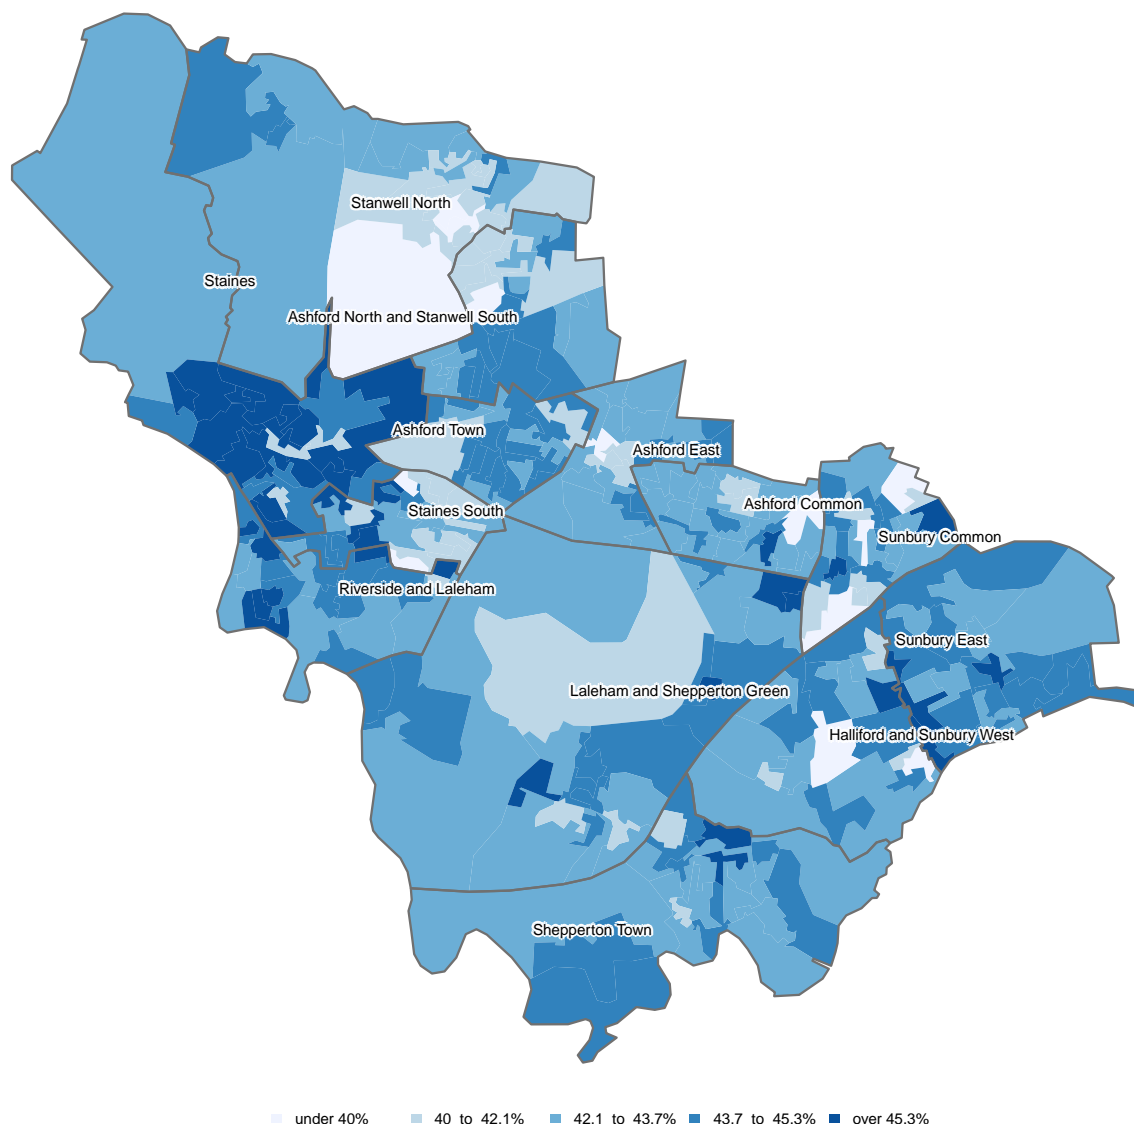 Stanwell North
Staines
Ashford North and Stanwell South
Ashford Town
Ashford East
Staines South
Ashford Common
Sunbury Common
Riverside and Laleham
Sunbury East
Laleham and Shepperton Green
Halliford and Sunbury West
Shepperton Town
under 40% 40 to 42.1% 42.1 to 43.7% 43.7 to 45.3% over 45.3%